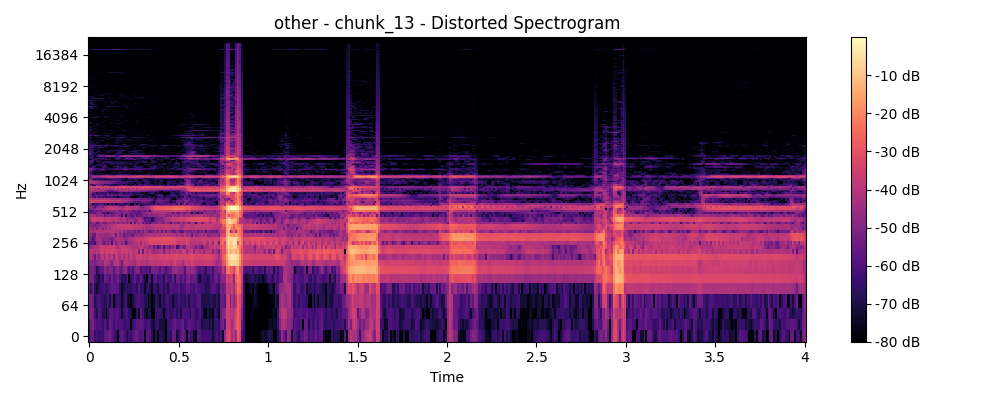 other - chunk_13 - Distorted Spectrogram
16384
8192
4096
2048
1024
512
256
128
64
0
Hz
0
0.5
1
1.5
2
2.5
3
3.5
4
Time
-10 dB
-20 dB
-30 dB
-40 dB
-50 dB
-60 dB
-70 dB
-80 dB